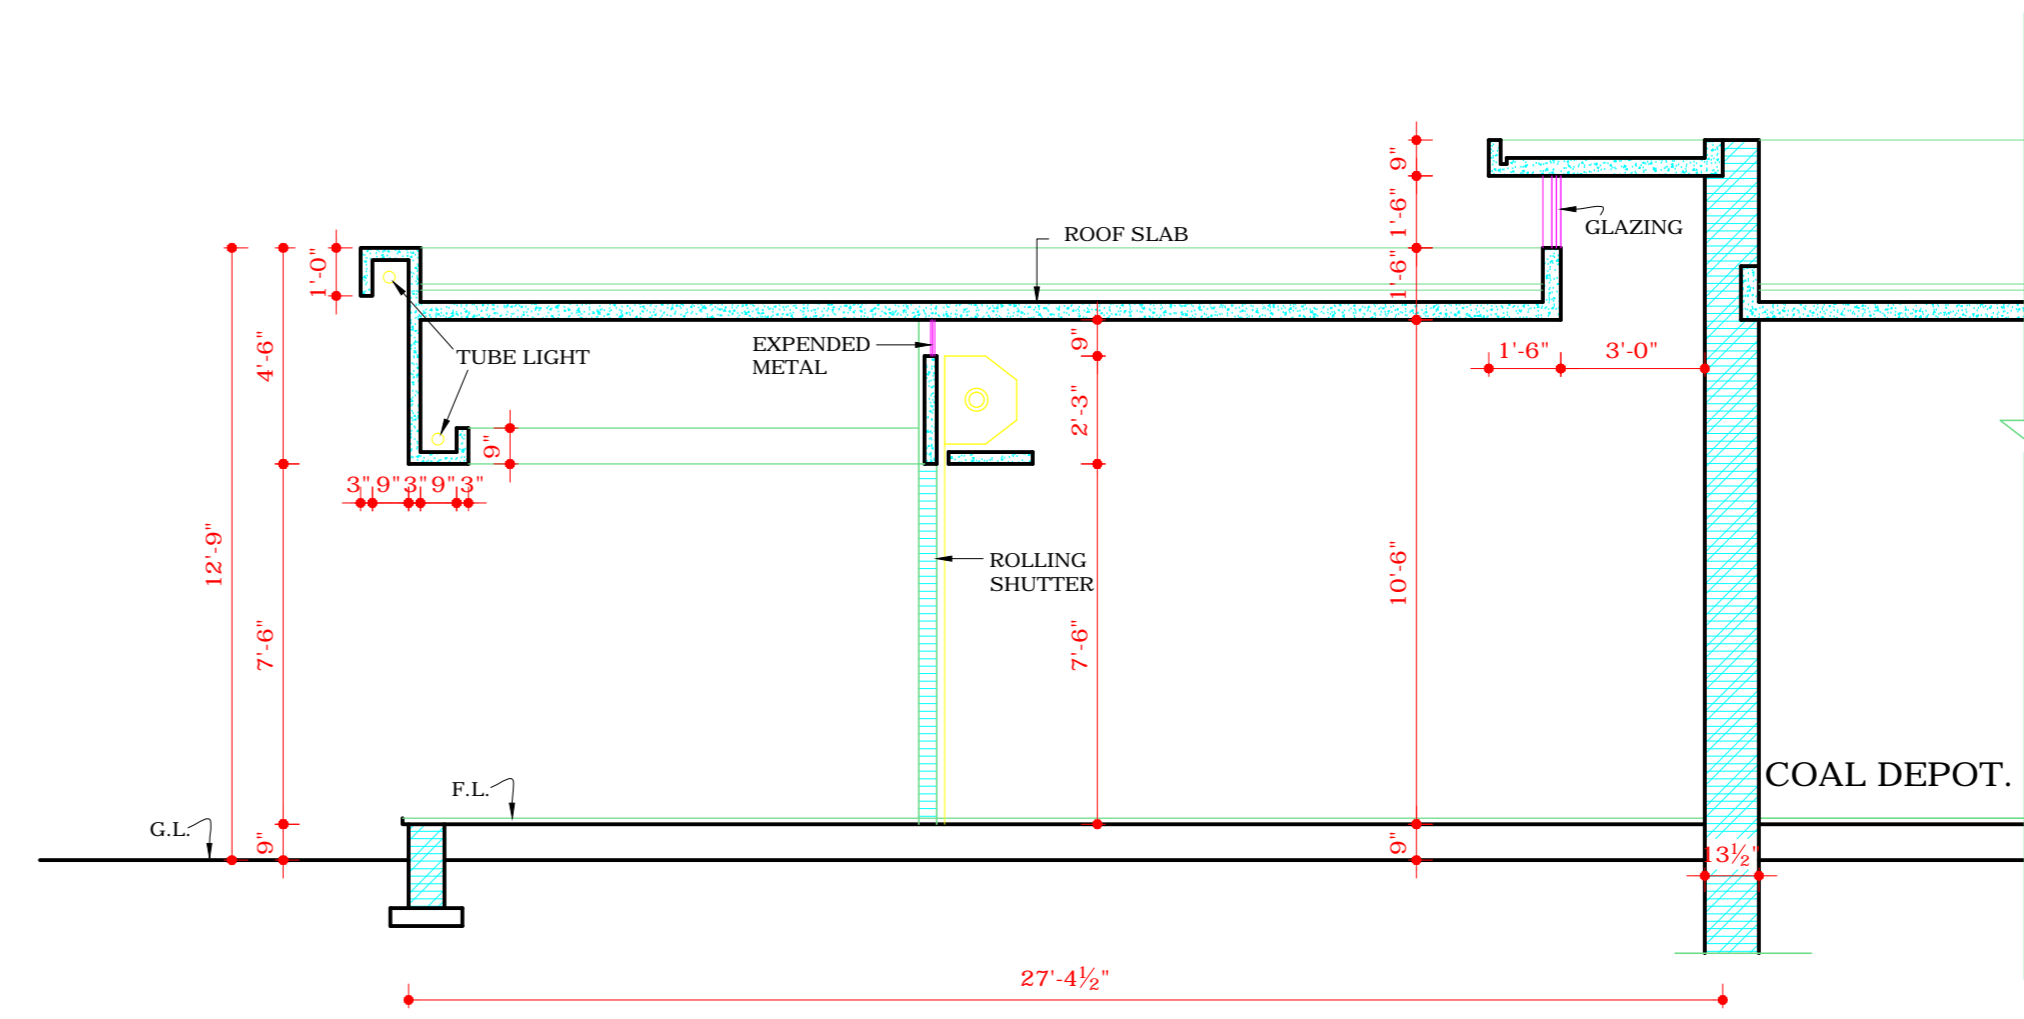 9"
1'-6"
GLAZING
ROOF SLAB
1'-0"
1'-6"
EXPENDED
METAL
9"
TUBE LIGHT
1'-6"
3'-0"
4'-6"
2'-3"
9"
3" 9" 3" 9" 3"
12'-9"
ROLLING
SHUTTER
10'-6"
7'-6"
7'-6"
COAL DEPOT.
F.L.
G.L.
9"
9"
13½"
27'-4½"